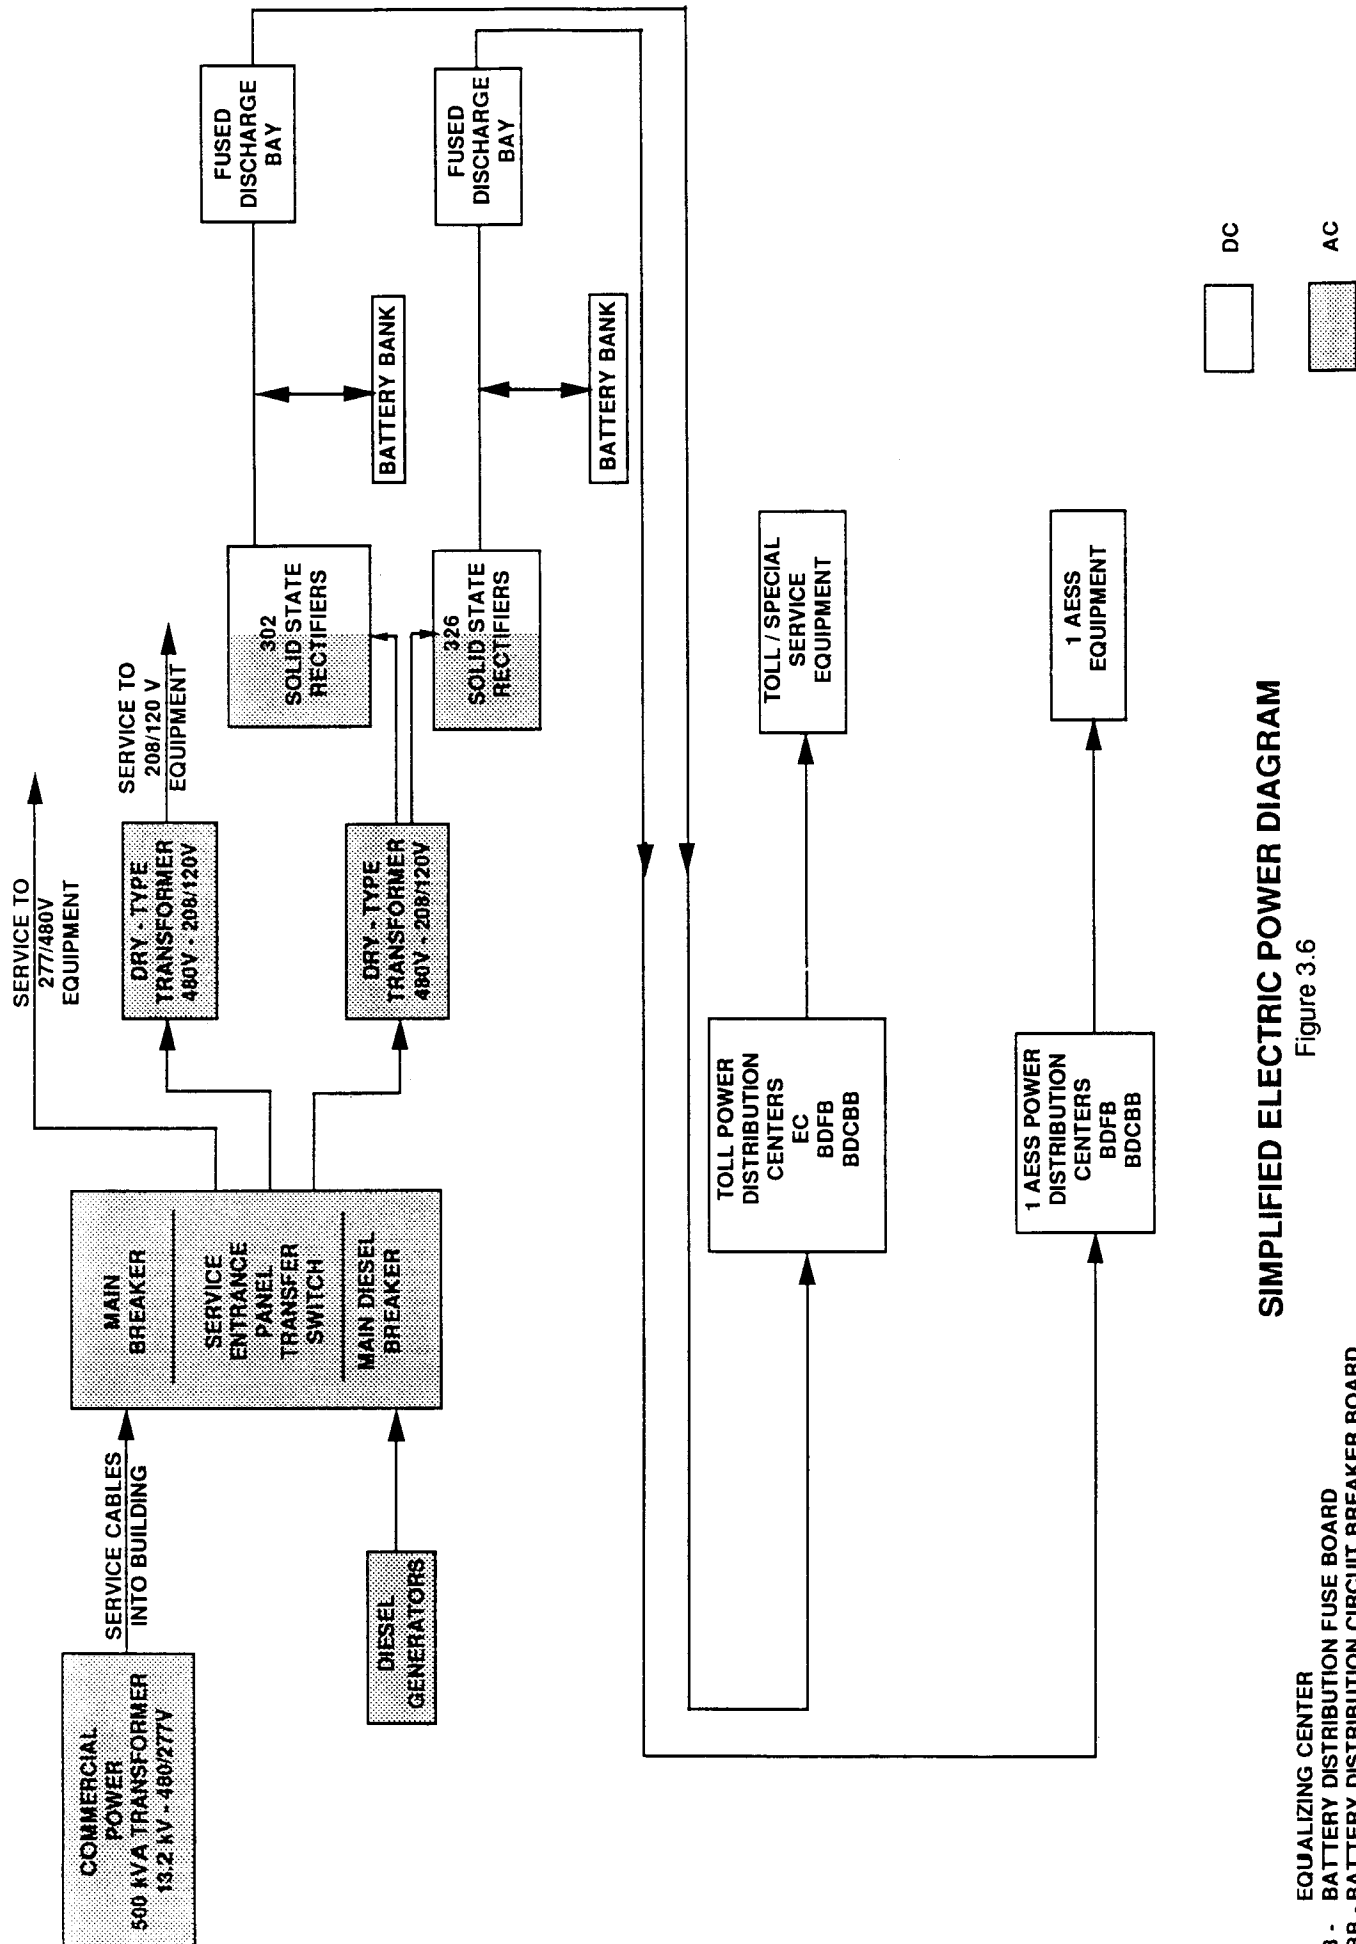 COMMERCIAL
POWER
500 kVA TRANSFORMER
13.2 kV - 480/277V
SERVICE CABLES
INTO BUILDING
DIESEL
GENERATORS
MAIN
BREAKER
SERVICE
ENTRANCE
PANEL
TRANSFER
SWITCH
MAIN DIESEL
BREAKER
SERVICE TO
277/480V
EQUIPMENT
DRY - TYPE
TRANSFORMER
480V - 208/120V
SERVICE TO
208/120 V
EQUIPMENT
DRY - TYPE
TRANSFORMER
480V - 208/120V
302
SOLID STATE
RECTIFIERS
326
SOLID STATE
RECTIFIERS
BATTERY BANK
BATTERY BANK
FUSED
DISCHARGE
BAY
FUSED
DISCHARGE
BAY
TOLL POWER
DISTRIBUTION
CENTERS
EC
BDFB
BDCBB
TOLL / SPECIAL
SERVICE
EQUIPMENT
1 AESS POWER
DISTRIBUTION
CENTERS
BDFB
BDCBB
1 AESS
EQUIPMENT
DC
AC
SIMPLIFIED ELECTRIC POWER DIAGRAM
Figure 3.6
EQUALIZING CENTER
- BATTERY DISTRIBUTION FUSE BOARD
- BATTERY DISTRIBUTION CIRCUIT BREAKER BOARD